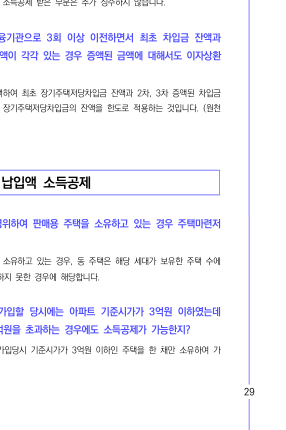 소득공제 받은 부분은 추가 징수하지 않습니다.
융기관으로 3회 이상 이전하면서 최초 차입금 잔액과
액이 각각 있는 경우 증액된 금액에 대해서도 이자상환
하여 최초 장기주택저당차입금 잔액과 2차, 3차 증액된 차입금
장기주택저당차입금의 잔액을 한도로 적용하는 것입니다. (원천
납입액 소득공제
위하여 판매용 주택을 소유하고 있는 경우 주택마련저
소유하고 있는 경우, 동 주택은 해당 세대가 보유한 주택 수에
하지 못한 경우에 해당합니다.
가입할 당시에는 아파트 기준시가가 3억원 이하였는데
억원을 초과하는 경우에도 소득공제가 가능한지?
가입당시 기준시가가 3억원 이하인 주택을 한 채만 소유하여 가
29